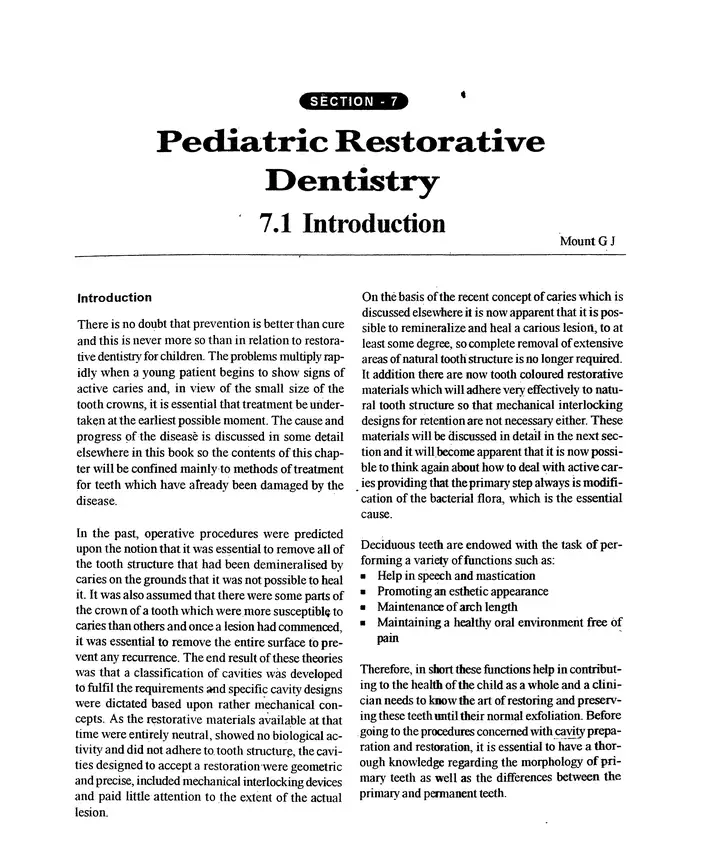 SECTION - 7
Pediatric Restorative
Dentistry
7.1 Introduction
Mount G J
Introduction
There is no doubt that prevention is better than cure
and this is never more so than in relation to restora-
tive dentistry for children. The problems multiply rap-
idly when a young patient begins to show signs of
active caries and, in view of the small size of the
tooth crowns, it is essential that treatment be under-
taken at the earliest possible moment. The cause and
progress of the disease is discussed in some detail
elsewhere in this book so the contents of this chap-
ter will be confined mainly to methods of treatment
for teeth which have already been damaged by the
disease.
In the past, operative procedures were predicted
upon the notion that it was essential to remove all of
the tooth structure that had been demineralised by
caries on the grounds that it was not possible to heal
it. It was also assumed that there were some parts of
the crown of a tooth which were more susceptible to
caries than others and once a lesion had commenced,
it was essential to remove the entire surface to pre-
vent any recurrence. The end result of these theories
was that a classification of cavities was developed
to fulfil the requirements and specific cavity designs
were dictated based upon rather mechanical con-
cepts. As the restorative materials available at that
time were entirely neutral, showed no biological ac-
tivity and did not adhere to tooth structure, the cavi-
ties designed to accept a restoration were geometric
and precise, included mechanical interlocking devices
and paid little attention to the extent of the actual
lesion.
On the basis of the recent concept of caries which is
discussed elsewhere it is now apparent that it is pos-
sible to remineralize and heal a carious lesion, to at
least some degree, so complete removal of extensive
areas of natural tooth structure is no longer required.
It addition there are now tooth coloured restorative
materials which will adhere very effectively to natu-
ral tooth structure so that mechanical interlocking
designs for retention are not necessary either. These
materials will be discussed in detail in the next sec-
tion and it will become apparent that it is now possi-
ble to think again about how to deal with active car-
ies providing that the primary step always is modifi-
cation of the bacterial flora, which is the essential
cause.
Deciduous teeth are endowed with the task of per-
forming a variety of functions such as:
▪ Help in speech and mastication
▪ Promoting an esthetic appearance
▪ Maintenance of arch length
▪ Maintaining a healthy oral environment free of
pain
Therefore, in short these functions help in contribut-
ing to the health of the child as a whole and a clini-
cian needs to know the art of restoring and preserv-
ing these teeth until their normal exfoliation. Before
going to the procedures concerned with cavity prepa-
ration and restoration, it is essential to have a thor-
ough knowledge regarding the morphology of pri-
mary teeth as well as the differences between the
primary and permanent teeth.